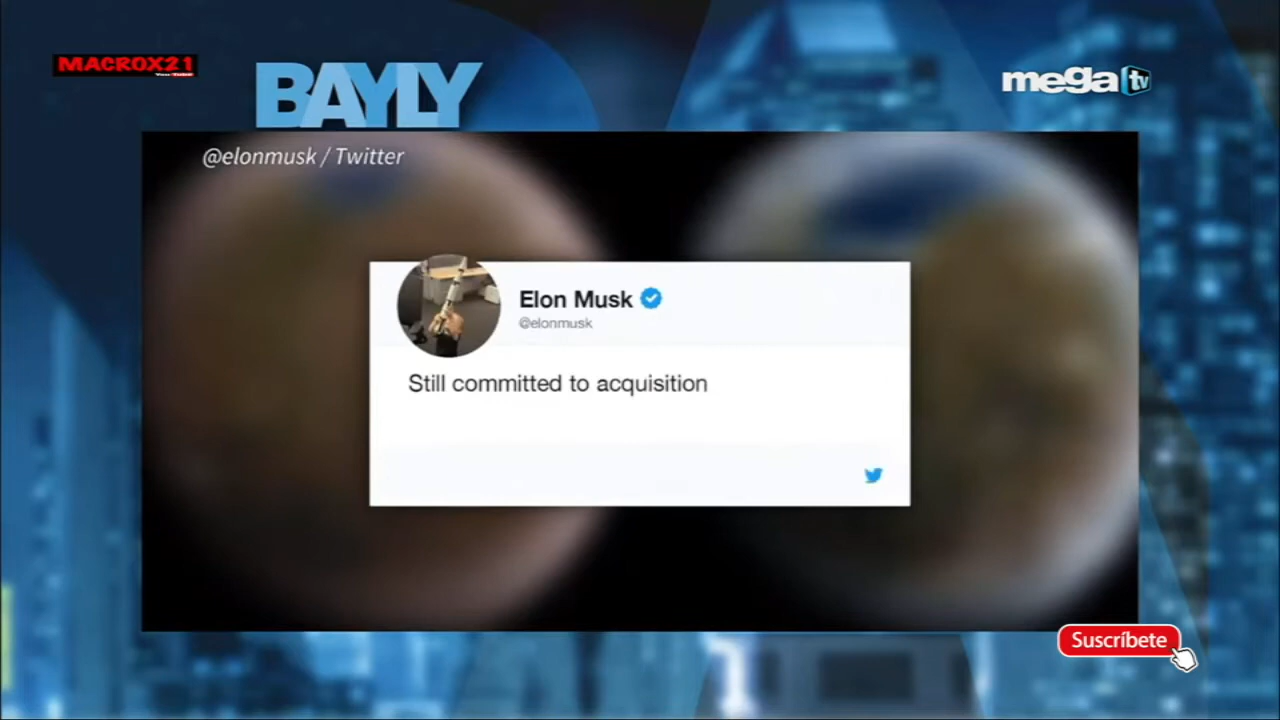 MACROX21
BAYLY
mega tv
@elonmusk / Twitter
Elon Musk
@elonmusk
Still committed to acquisition
Suscríbete